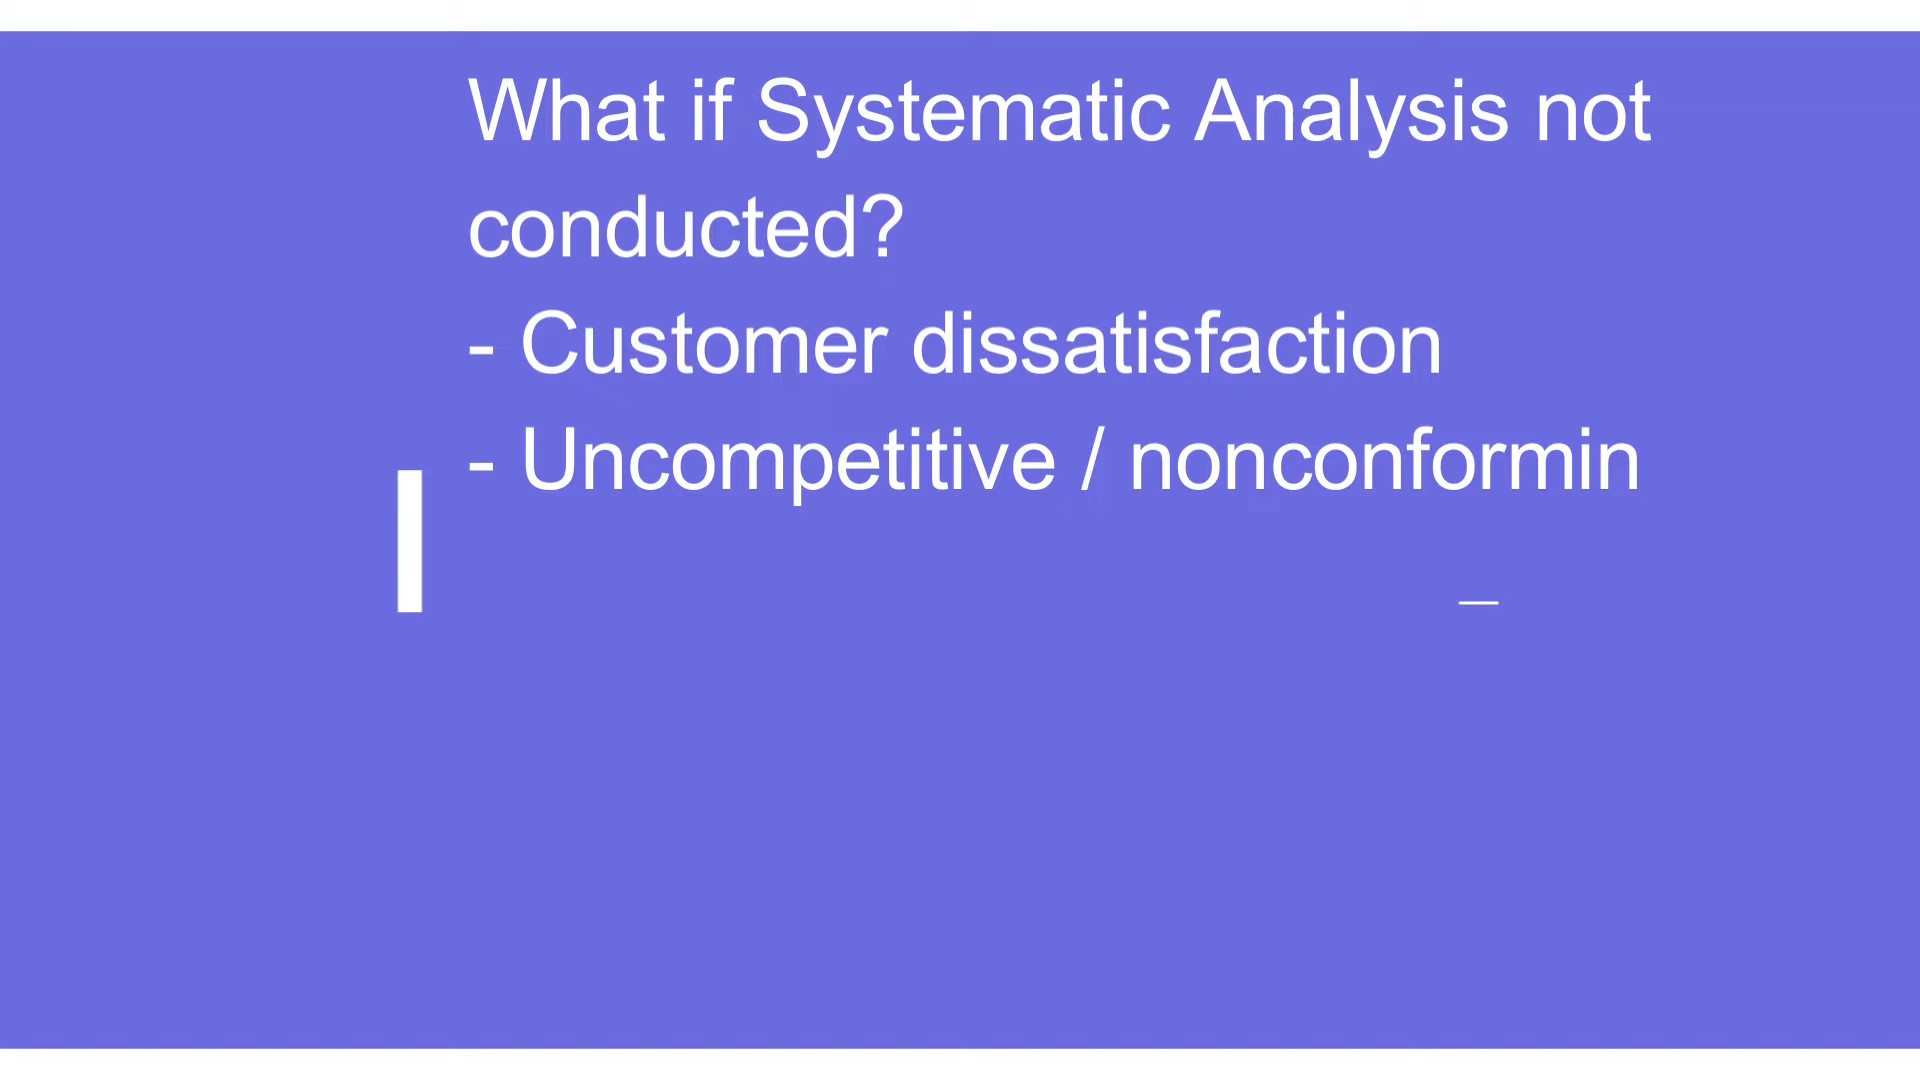 What if Systematic Analysis not
conducted?
- Customer dissatisfaction
- Uncompetitive / nonconformin